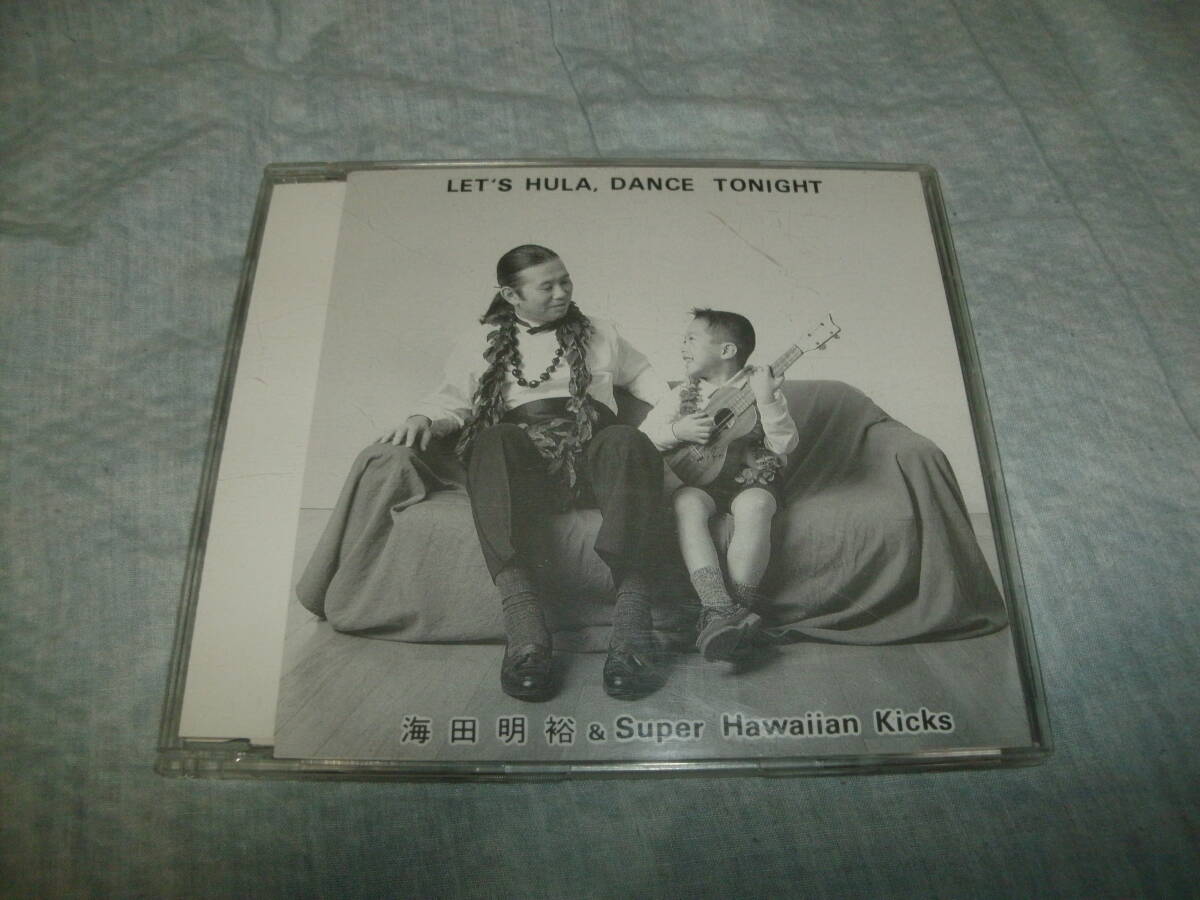 LET'S HULA, DANCE TONIGHT
海田明裕 & Super Hawaiian Kicks